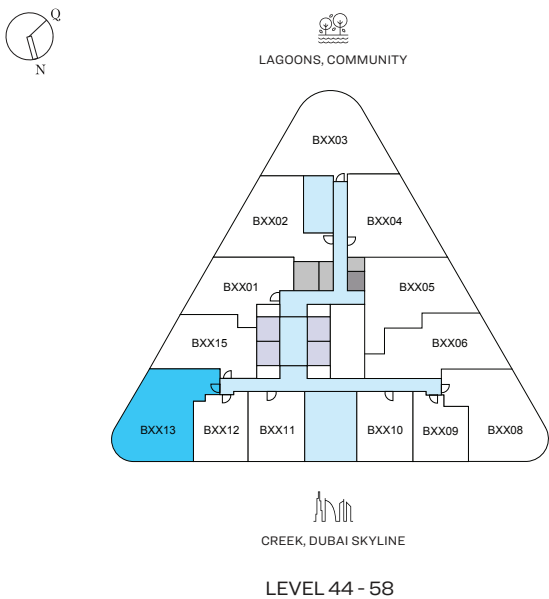 Q
N
LAGOONS, COMMUNITY
BXX03
BXX02
BXX04
BXX01
BXX05
BXX15
BXX06
BXX13
BXX12
BXX11
BXX10
BXX09
BXX08
CREEK, DUBAI SKYLINE
LEVEL 44 - 58